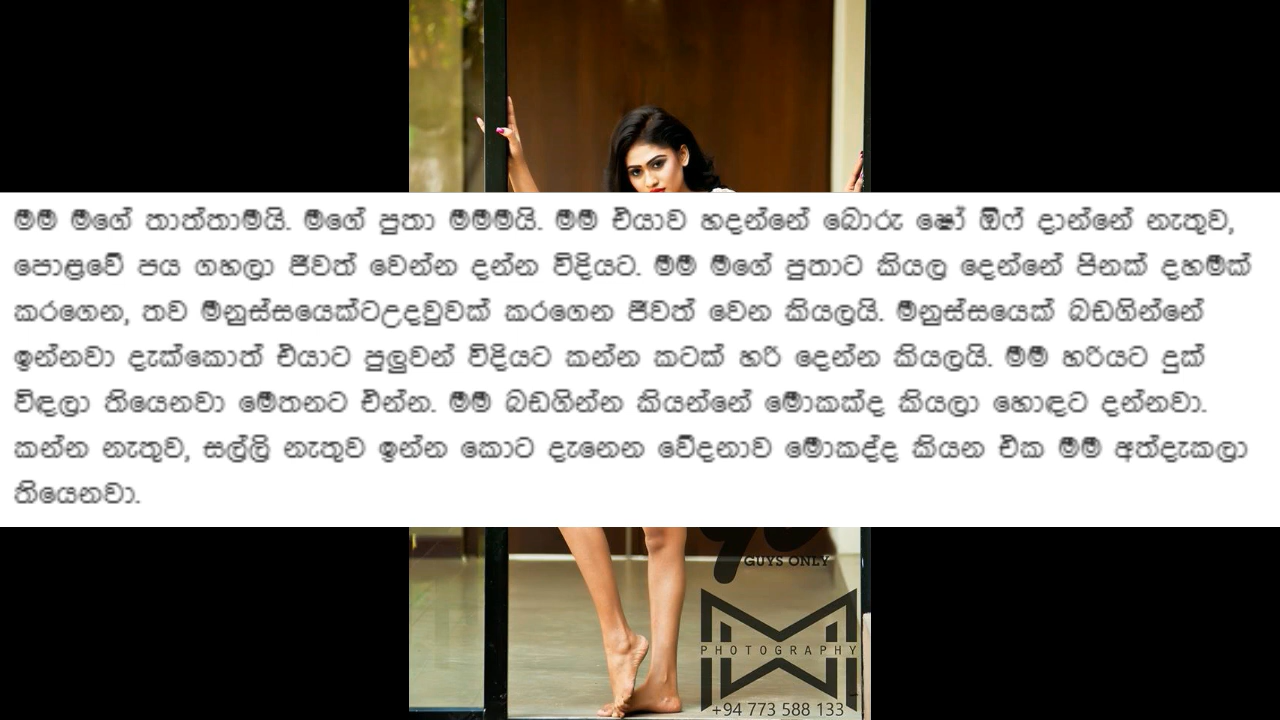 මම මගේ තාත්තාමයි. මගේ පුතා මමමයි. මම එයාව හදන්නේ බොරු ෂෝ ඕෆ් දාන්නේ නැතුව,
පොළවේ පය ගහලා ජීවත් වෙන්න දන්න විදියට. මම මගේ පුතාට කියල දෙන්නේ පිනක් දහමක්
කරගෙන, තව මනුස්සයෙක්ටඋදවුවක් කරගෙන ජීවත් වෙන කියලයි. මනුස්සයෙක් බඩගින්නේ
ඉන්නවා දැක්කොත් එයාට පුලුවන් විදියට කන්න කටක් හරි දෙන්න කියලයි. මම හරියට දුක්
විඳලා තියෙනවා මෙතනට එන්න. මම බඩගින්න කියන්නේ මොකක්ද කියලා හොඳට දන්නවා.
කන්න නැතුව, සල්ලි නැතුව ඉන්න කොට දැනෙන වේදනාව මොකද්ද කියන එක මම අත්දැකලා
තියෙනවා.
GUYS ONLY
PHOTOGRAPHY
+94 773 588 133